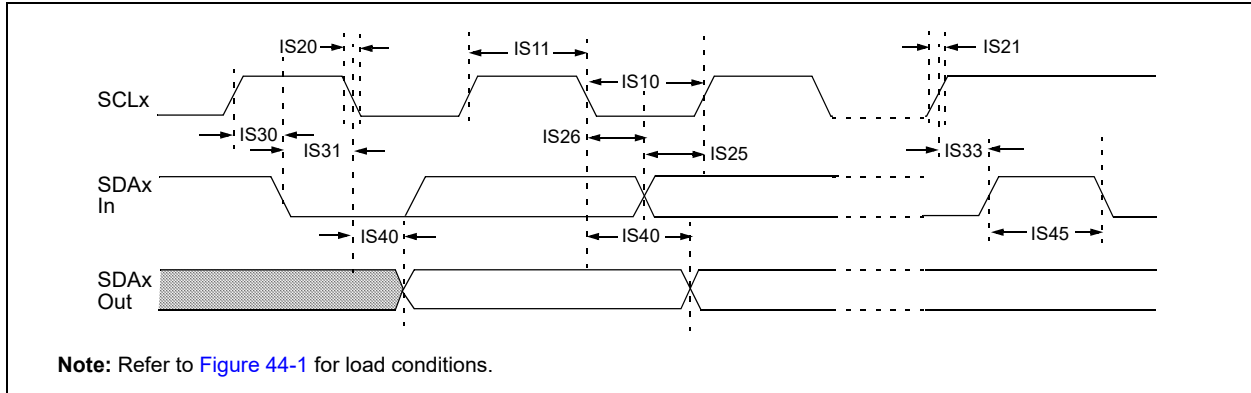 IS20
IS11
IS21
IS10
SCLx
IS30
IS26
IS31
IS25
IS33
SDAx
In
IS40
IS40
IS45
SDAx
Out
Note: Refer to Figure 44-1 for load conditions.